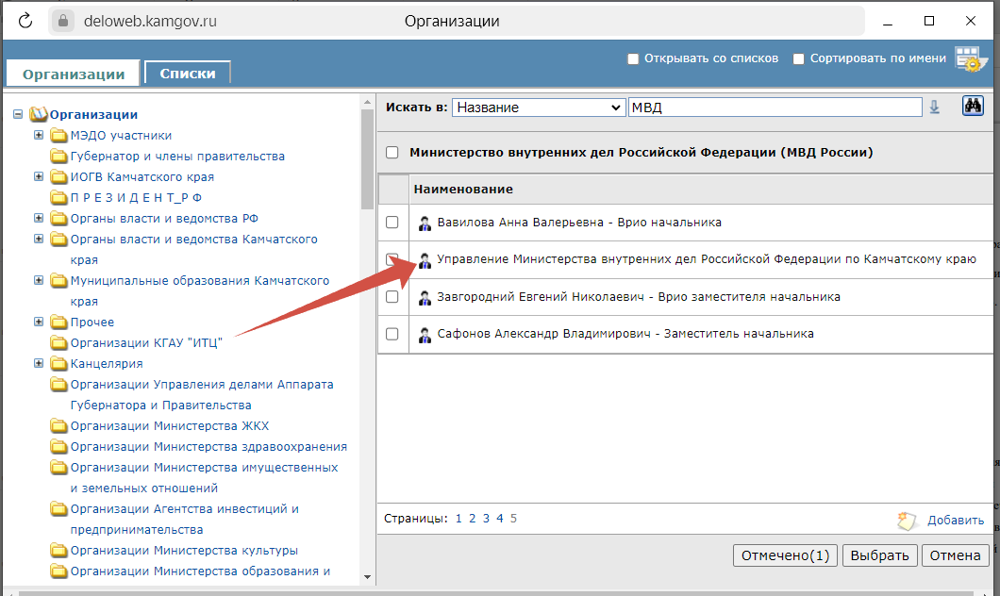 deloweb.kamgov.ru
Организации
Организации
Списки
Открывать со списков
Сортировать по имени
Организации
МЭДО участники
Губернатор и члены правительства
ИОГВ Камчатского края
П Р Е З И Д Е Н Т_Р Ф
Органы власти и ведомства РФ
Органы власти и ведомства Камчатского
края
Муниципальные образования Камчатского
края
Прочее
Организации КГАУ "ИТЦ"
Канцелярия
Организации Управления делами Аппарата
Губернатора и Правительства
Организации Министерства ЖКХ
Организации Министерства здравоохранения
Организации Министерства имущественных
и земельных отношений
Организации Агентства инвестиций и
предпринимательства
Организации Министерства культуры
Организации Министерства образования и
Искать в: Название МВД
Министерство внутренних дел Российской Федерации (МВД России)
Наименование
Вавилова Анна Валерьевна - Врио начальника
Управление Министерства внутренних дел Российской Федерации по Камчатскому краю
Завгородний Евгений Николаевич - Врио заместителя начальника
Сафонов Александр Владимирович - Заместитель начальника
Страницы: 1 2 3 4 5
Добавить
Отмечено(1) Выбрать Отмена